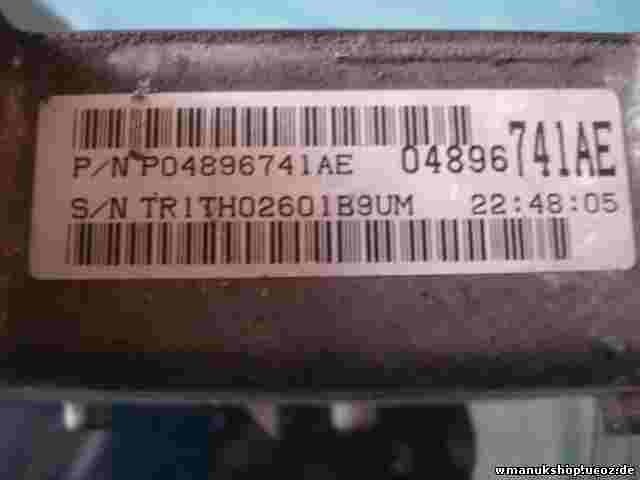 P/N P04896741AE 04896741AE
S/N TR1TH02601B9UM 22:48:05
wmanukshop.ucoz.de